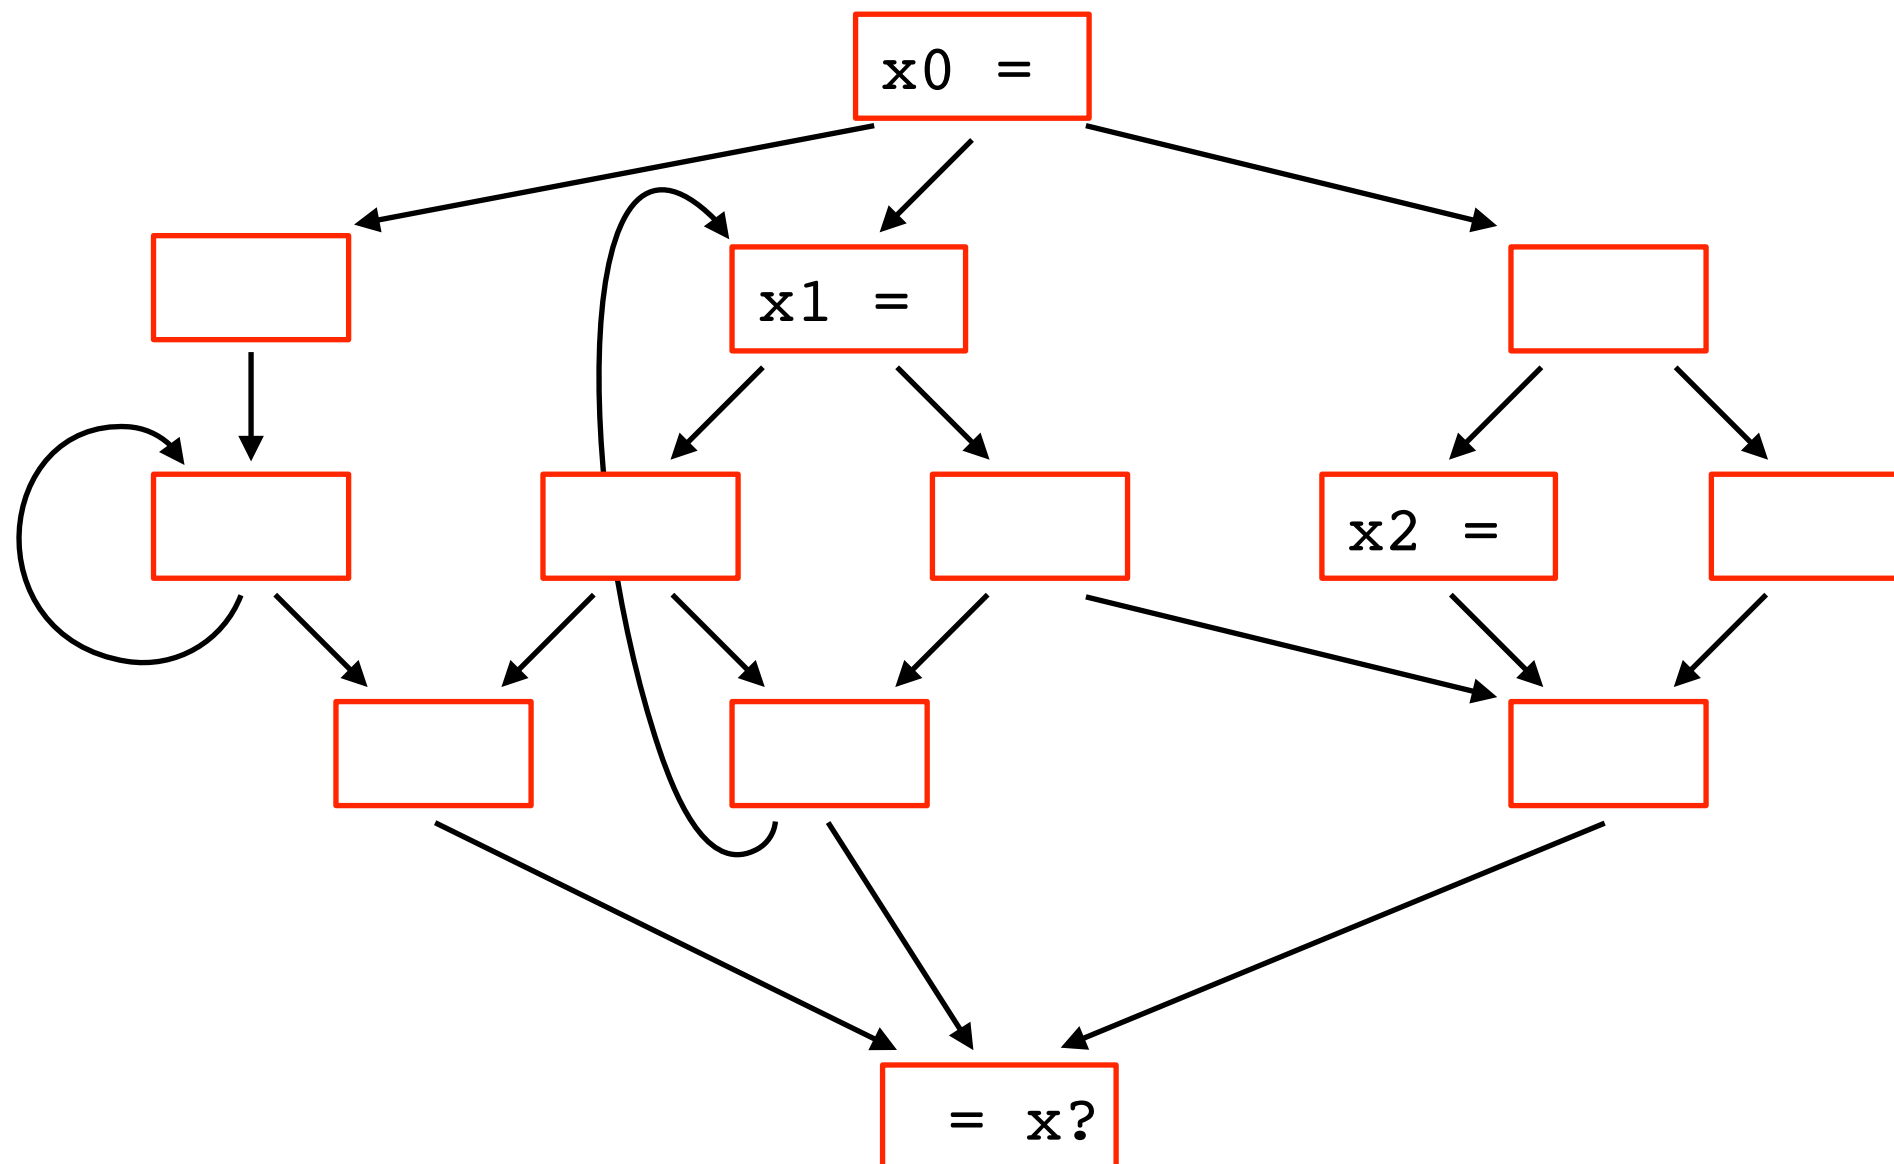 x0 =
x1 =
x2 =
= x?